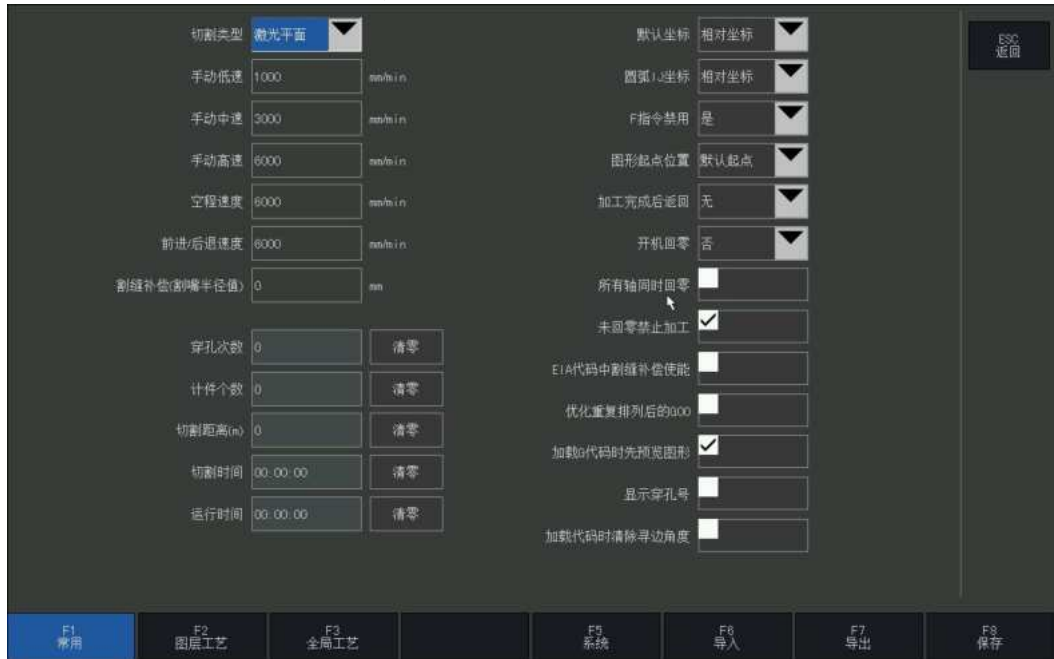 切割类型 激光平面
手动低速 1000 mm/min
手动中速 3000 mm/min
手动高速 6000 mm/min
空程速度 6000 mm/min
前进/后退速度 6000 mm/min
割缝补偿(割嘴半径值) 0 mm
穿孔次数 0 清零
计件个数 0 清零
切割距离(m) 0 清零
切割时间 00:00:00 清零
运行时间 00:00:00 清零
默认坐标 相对坐标
圆弧IJ坐标 相对坐标
F指令禁用 是
图形起点位置 默认起点
加工完成后返回 无
开机回零 否
所有轴同时回零
未回零禁止加工
EIA代码中割缝补偿使能
优化重复排列后的G00
加载G代码时先预览图形
显示穿孔号
加载代码时清除寻边角度
ESC
返回
F1
常用
F2
图层工艺
F3
全局工艺
F5
系统
F6
导入
F7
导出
F8
保存